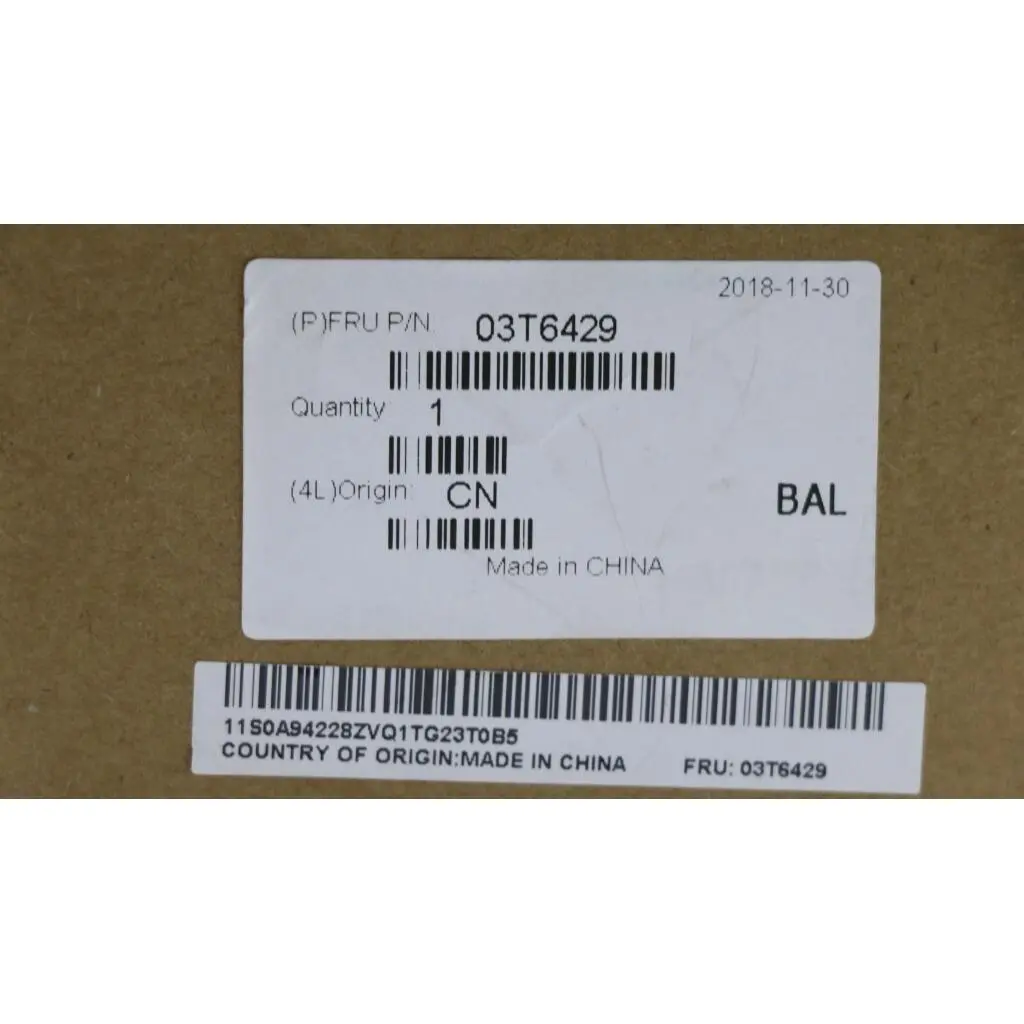 2018-11-30
(P)FRU P/N: 03T6429
Quantity: 1
(4L)Origin: CN
BAL
Made in CHINA
11S0A94228ZVQ1TG23T0B5
COUNTRY OF ORIGIN:MADE IN CHINA FRU: 03T6429